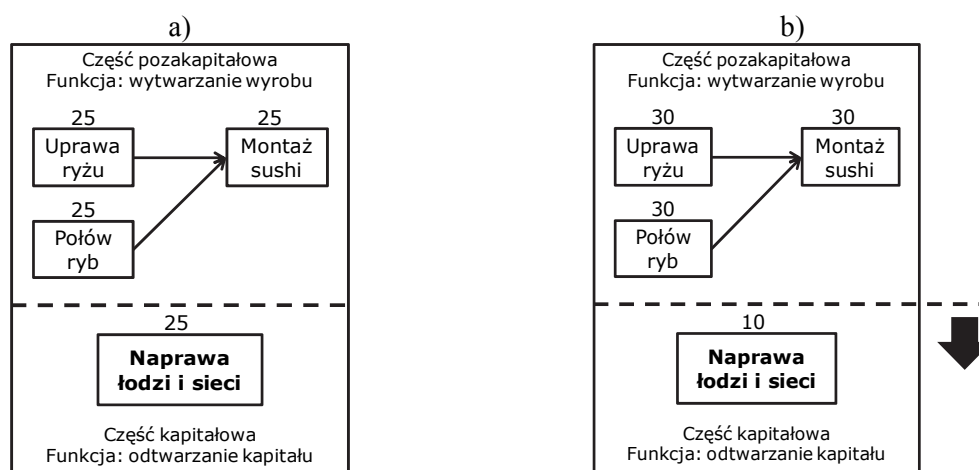 a)
Część pozakapitałowa
Funkcja: wytwarzanie wyrobu
25
Uprawa
ryżu
25
Montaż
sushi
25
Połów
ryb
25
Naprawa
łodzi i sieci
Część kapitałowa
Funkcja: odtwarzanie kapitału
b)
Część pozakapitałowa
Funkcja: wytwarzanie wyrobu
30
Uprawa
ryżu
30
Montaż
sushi
30
Połów
ryb
10
Naprawa
łodzi i sieci
Część kapitałowa
Funkcja: odtwarzanie kapitału